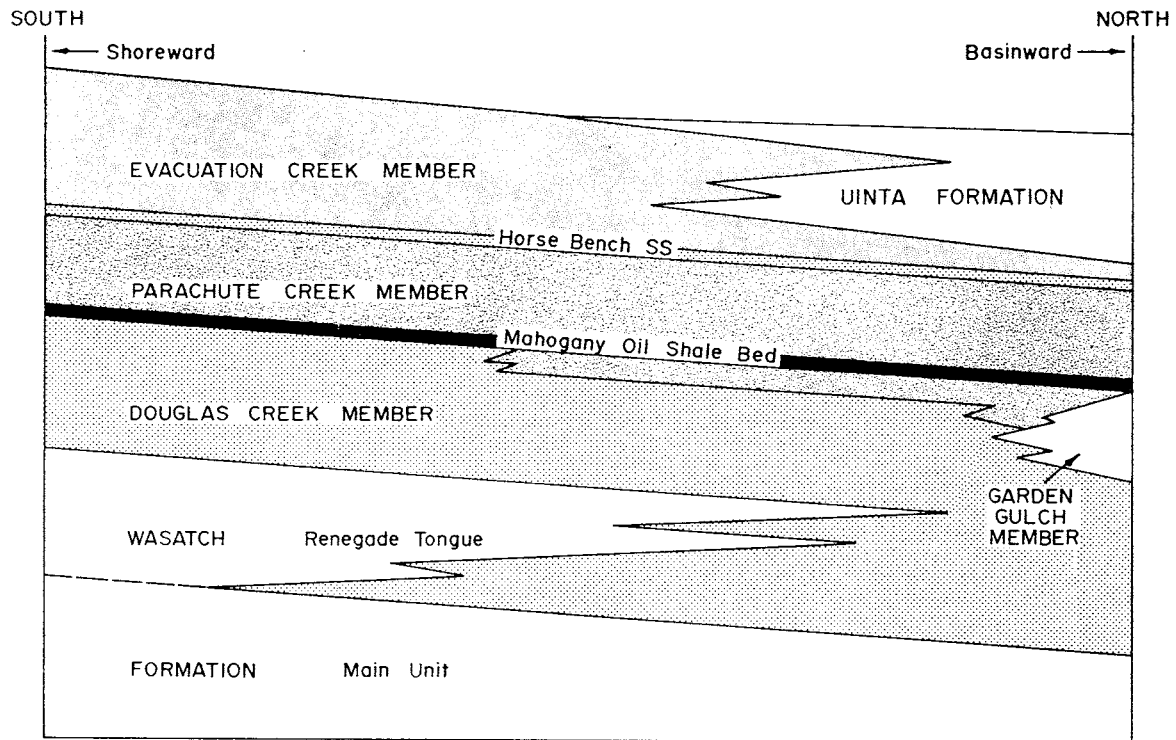 SOUTH
NORTH
Shoreward
Basinward
EVACUATION CREEK MEMBER
UINTA FORMATION
Horse Bench SS
PARACHUTE CREEK MEMBER
Mahogany Oil Shale Bed
DOUGLAS CREEK MEMBER
GARDEN
GULCH
MEMBER
WASATCH Renegade Tongue
FORMATION Main Unit